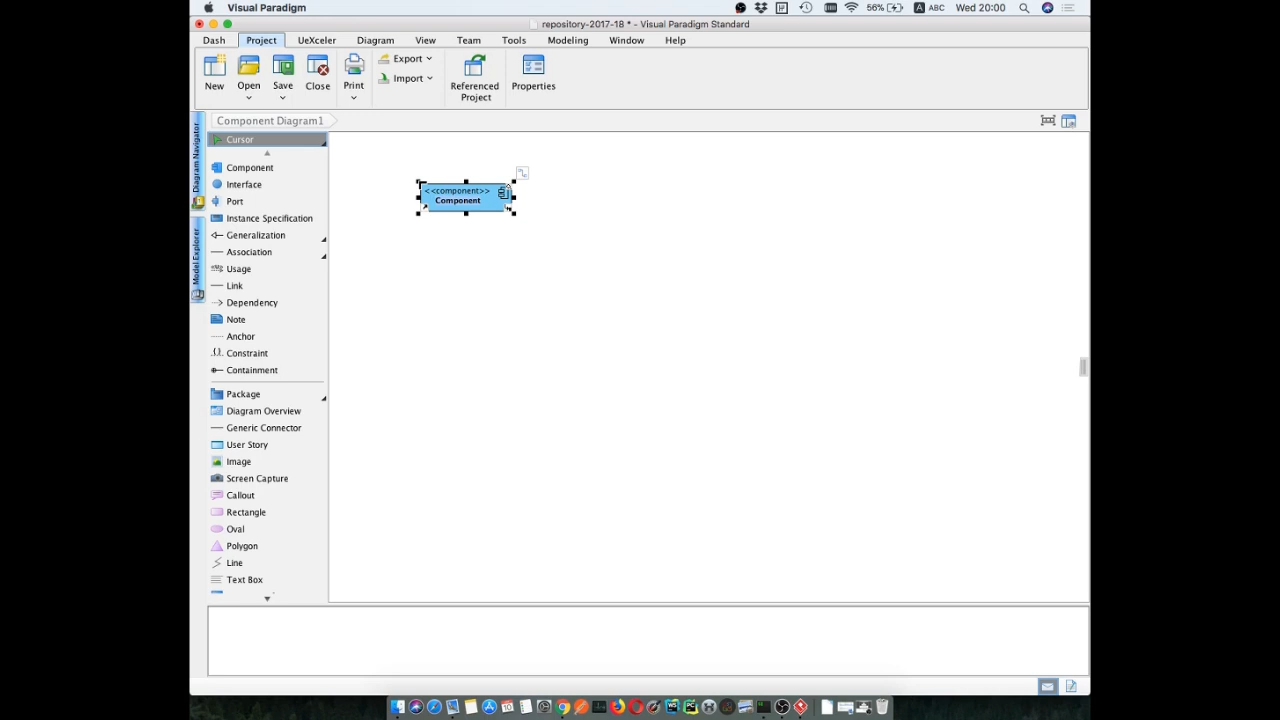 Visual Paradigm
56%
ABC
Wed 20:00
repository-2017-18 * - Visual Paradigm Standard
Dash
Project
UeXceler
Diagram
View
Team
Tools
Modeling
Window
Help
New
Open
Save
Close
Print
Export
Import
Referenced
Project
Properties
Component Diagram1
Diagram Navigator
Model Explorer
Cursor
Component
Interface
Port
Instance Specification
Generalization
Association
Usage
Link
Dependency
Note
Anchor
Constraint
Containment
Package
Diagram Overview
Generic Connector
User Story
Image
Screen Capture
Callout
Rectangle
Oval
Polygon
Line
Text Box
<<component>>
Component